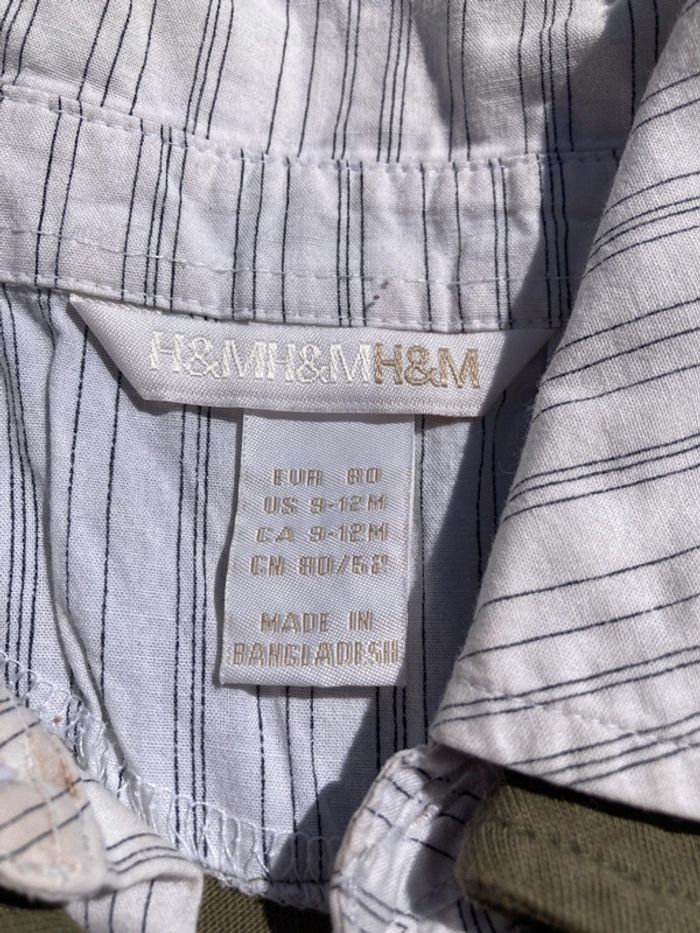 H&MH&MH&M
EUR 80
US 9-12M
CA 9-12M
CN 80/52
MADE IN
BANGLADESH